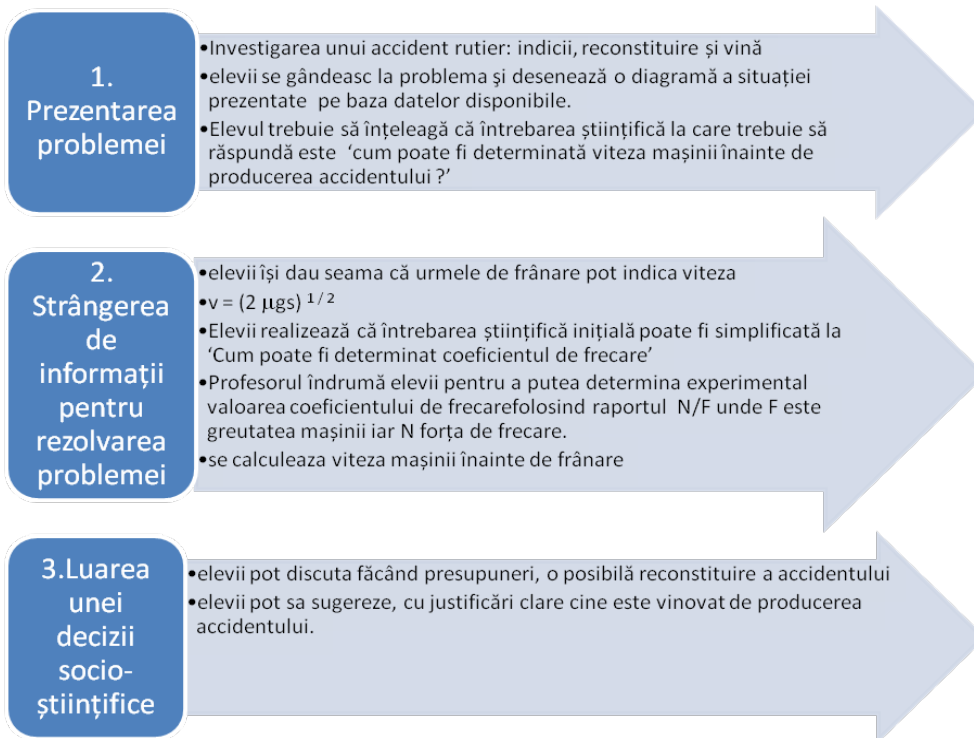 1.
Prezentarea
problemei
•Investigarea unui accident rutier: indicii, reconstituire și vină
•elevii se gândeasc la problema și desenează o diagramă a situației
prezentate pe baza datelor disponibile.
•Elevul trebuie să înțeleagă că întrebarea științifică la care trebuie să
răspundă este ‘cum poate fi determinată viteza mașinii înainte de
producerea accidentului ?’
2.
Strângerea
de
informații
pentru
rezolvarea
problemei
•elevii își dau seama că urmele de frânare pot indica viteza
•v = (2 μgs) 1 / 2
•Elevii realizează că întrebarea științifică inițială poate fi simplificată la
‘Cum poate fi determinat coeficientul de frecare’
•Profesorul îndrumă elevii pentru a putea determina experimental
valoarea coeficientului de frecarefolosind raportul N/F unde F este
greutatea mașinii iar N forța de frecare.
•se calculeaza viteza mașinii înainte de frânare
3.Luarea
unei
decizii
socio-
științifice
•elevii pot discuta făcând presupuneri, o posibilă reconstituire a accidentului
•elevii pot sa sugereze, cu justificări clare cine este vinovat de producerea
accidentului.